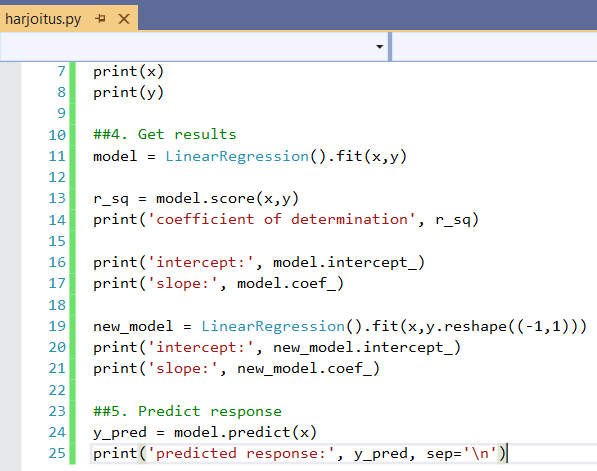 harjoitus.py
7 print(x)
8 print(y)
9
10 ##4. Get results
11 model = LinearRegression().fit(x,y)
12
13 r_sq = model.score(x,y)
14 print('coefficient of determination', r_sq)
15
16 print('intercept:', model.intercept_)
17 print('slope:', model.coef_)
18
19 new_model = LinearRegression().fit(x,y.reshape((-1,1)))
20 print('intercept:', new_model.intercept_)
21 print('slope:', new_model.coef_)
22
23 ##5. Predict response
24 y_pred = model.predict(x)
25 print('predicted response:', y_pred, sep='\n')